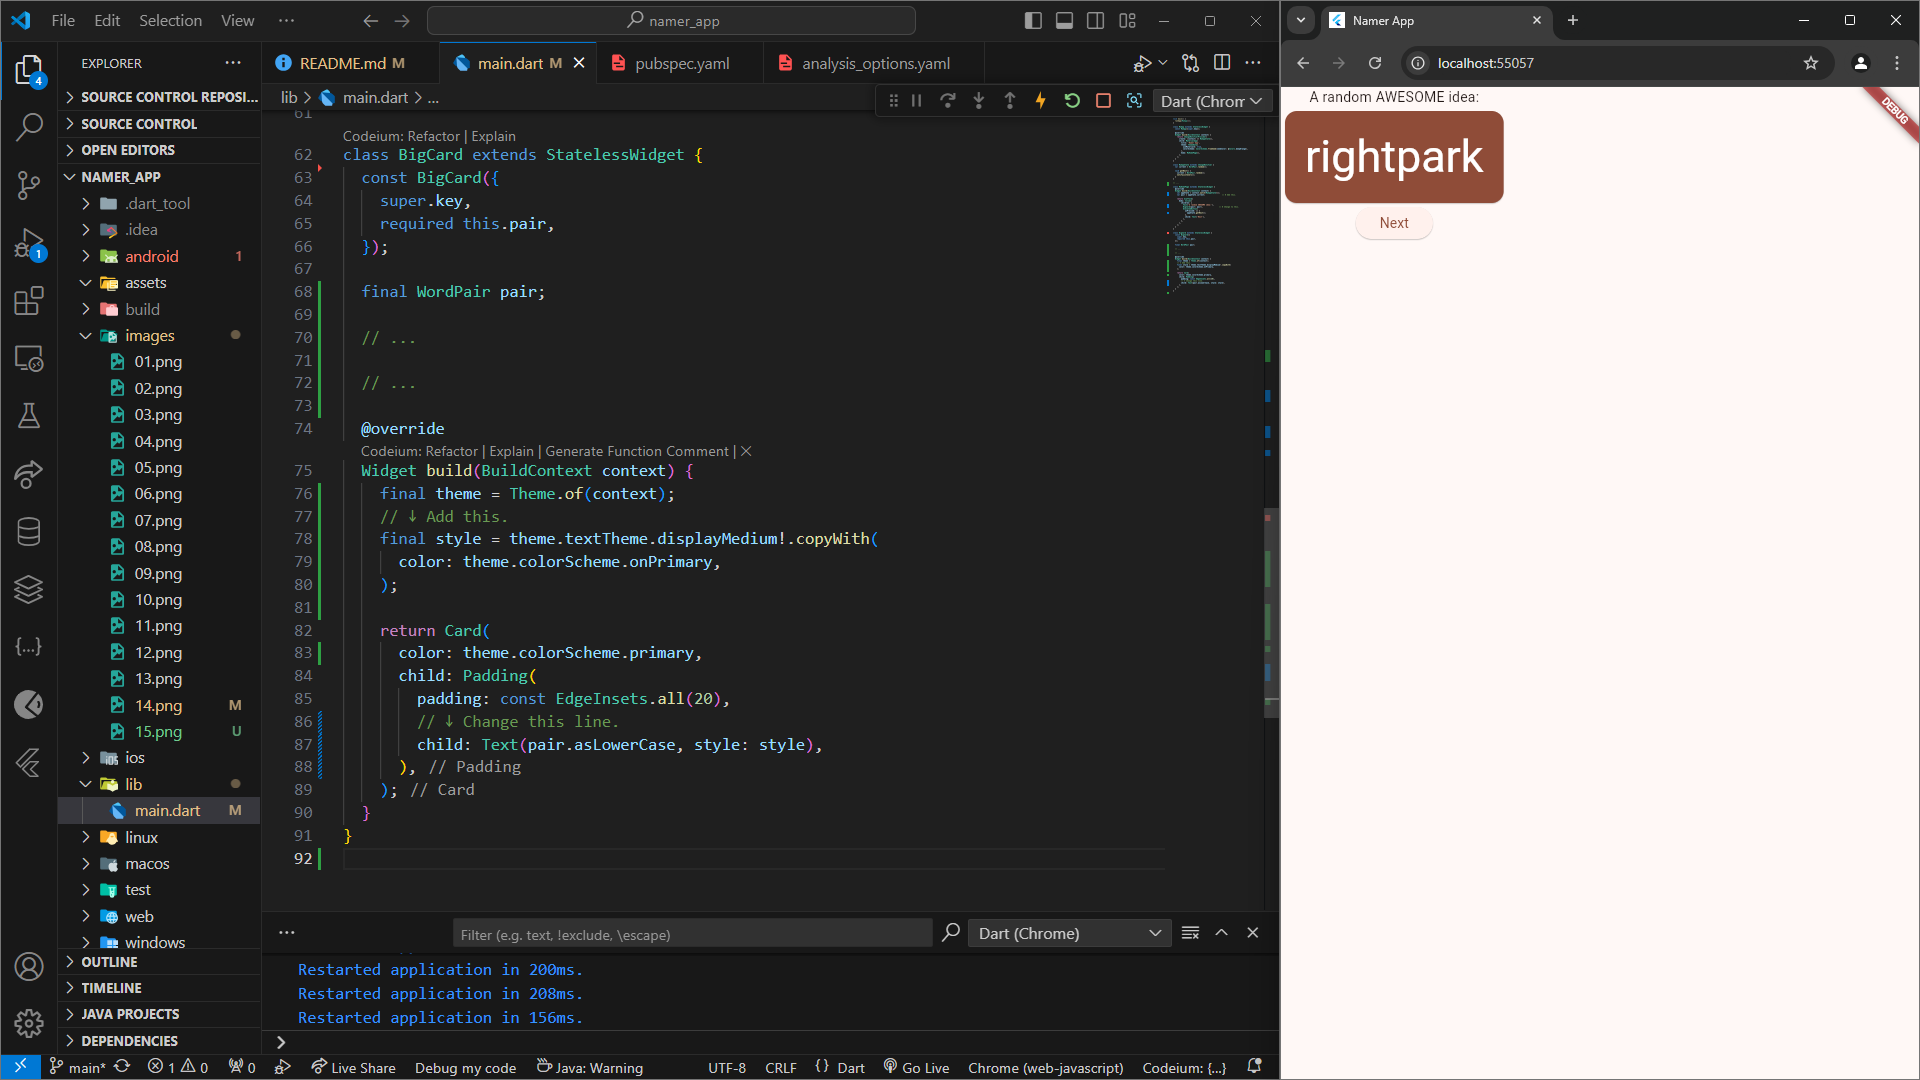 File Edit Selection View ...
namer_app
EXPLORER
SOURCE CONTROL REPOSI...
SOURCE CONTROL
OPEN EDITORS
NAMER_APP
.dart_tool
.idea
android 1
assets
build
images
01.png
02.png
03.png
04.png
05.png
06.png
07.png
08.png
09.png
10.png
11.png
12.png
13.png
14.png M
15.png U
ios
lib
main.dart M
linux
macos
test
web
windows
OUTLINE
TIMELINE
JAVA PROJECTS
DEPENDENCIES
4
1
README.md M
main.dart M
pubspec.yaml
analysis_options.yaml
lib > main.dart > ...
Dart (Chrom
61
Codeium: Refactor | Explain
62 class BigCard extends StatelessWidget {
63 const BigCard({
64 super.key,
65 required this.pair,
66 });
67
68 final WordPair pair;
69
70 // ...
71
72 // ...
73
74 @override
Codeium: Refactor | Explain | Generate Function Comment | ×
75 Widget build(BuildContext context) {
76 final theme = Theme.of(context);
77 // ↓ Add this.
78 final style = theme.textTheme.displayMedium!.copyWith(
79 color: theme.colorScheme.onPrimary,
80 );
81
82 return Card(
83 color: theme.colorScheme.primary,
84 child: Padding(
85 padding: const EdgeInsets.all(20),
86 // ↓ Change this line.
87 child: Text(pair.asLowerCase, style: style),
88 ), // Padding
89 ); // Card
90 }
91 }
92
Filter (e.g. text, !exclude, \escape)
Dart (Chrome)
Restarted application in 200ms.
Restarted application in 208ms.
Restarted application in 156ms.
main* 1 0 0 Live Share Debug my code Java: Warning UTF-8 CRLF {} Dart Go Live Chrome (web-javascript) Codeium: {...}
Namer App
localhost:55057
A random AWESOME idea:
rightpark
Next
DEBUG